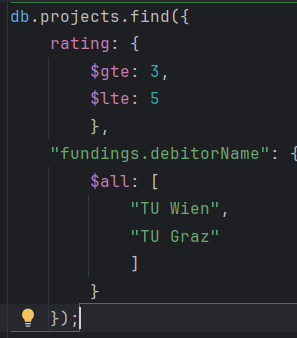 db.projects.find({
    rating: {
        $gte: 3,
        $lte: 5
        },
    "fundings.debitorName": {
        $all: [
            "TU Wien",
            "TU Graz"
            ]
        }
    });